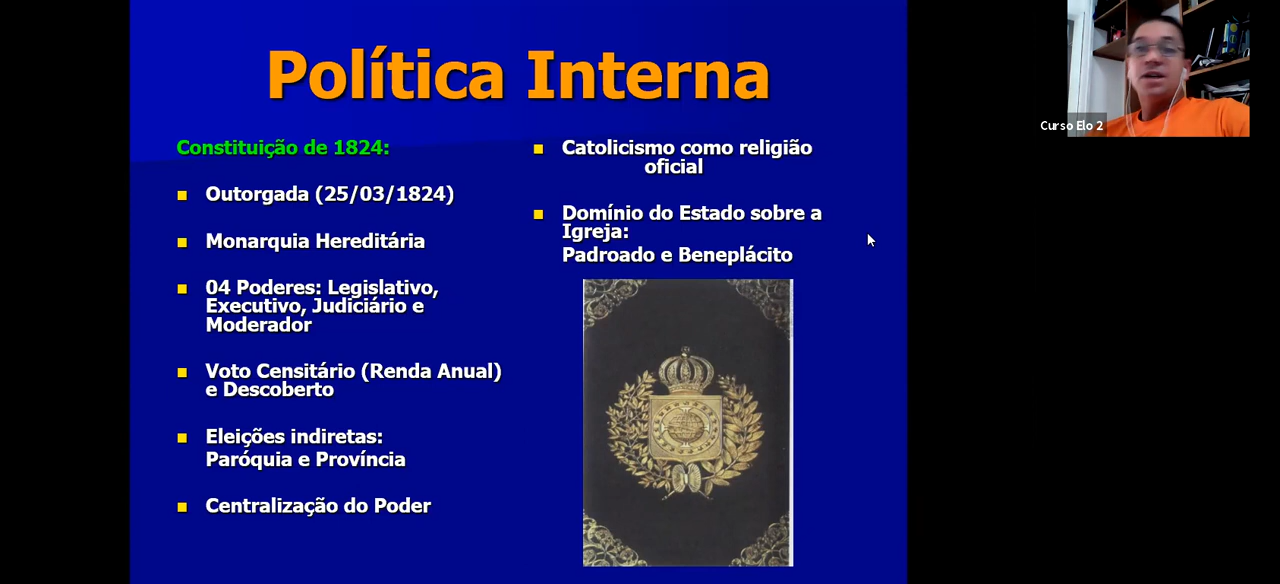 Política Interna
Constituição de 1824:
Outorgada (25/03/1824)
Monarquia Hereditária
04 Poderes: Legislativo,
Executivo, Judiciário e
Moderador
Voto Censitário (Renda Anual)
e Descoberto
Eleições indiretas:
Paróquia e Província
Centralização do Poder
Catolicismo como religião
oficial
Domínio do Estado sobre a
Igreja:
Padroado e Beneplácito
Curso Elo 2